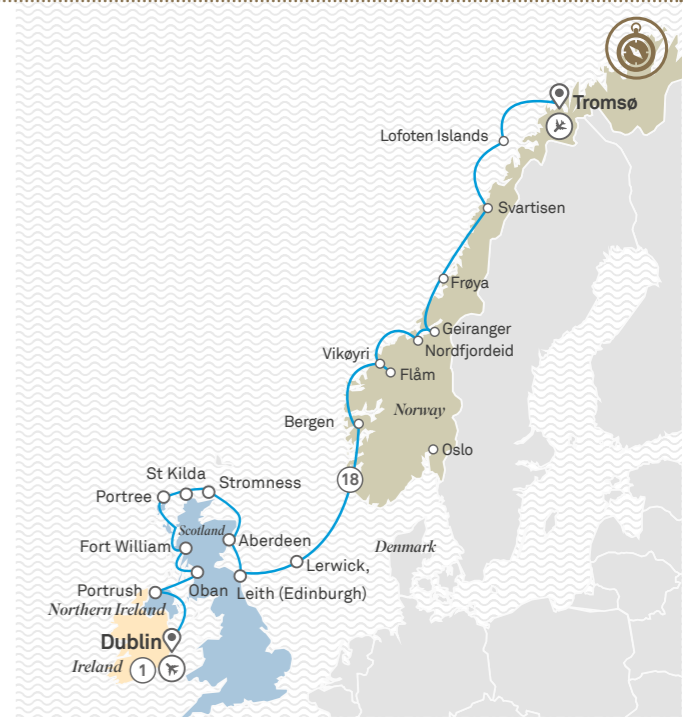 Tromsø
Lofoten Islands
Svartisen
Frøya
Geiranger
Nordfjordeid
Vikøyri
Flåm
Norway
Bergen
Oslo
18
St Kilda
Stromness
Portree
Scotland
Aberdeen
Denmark
Fort William
Lerwick,
Portrush
Oban
Leith (Edinburgh)
Northern Ireland
Dublin
Ireland
1